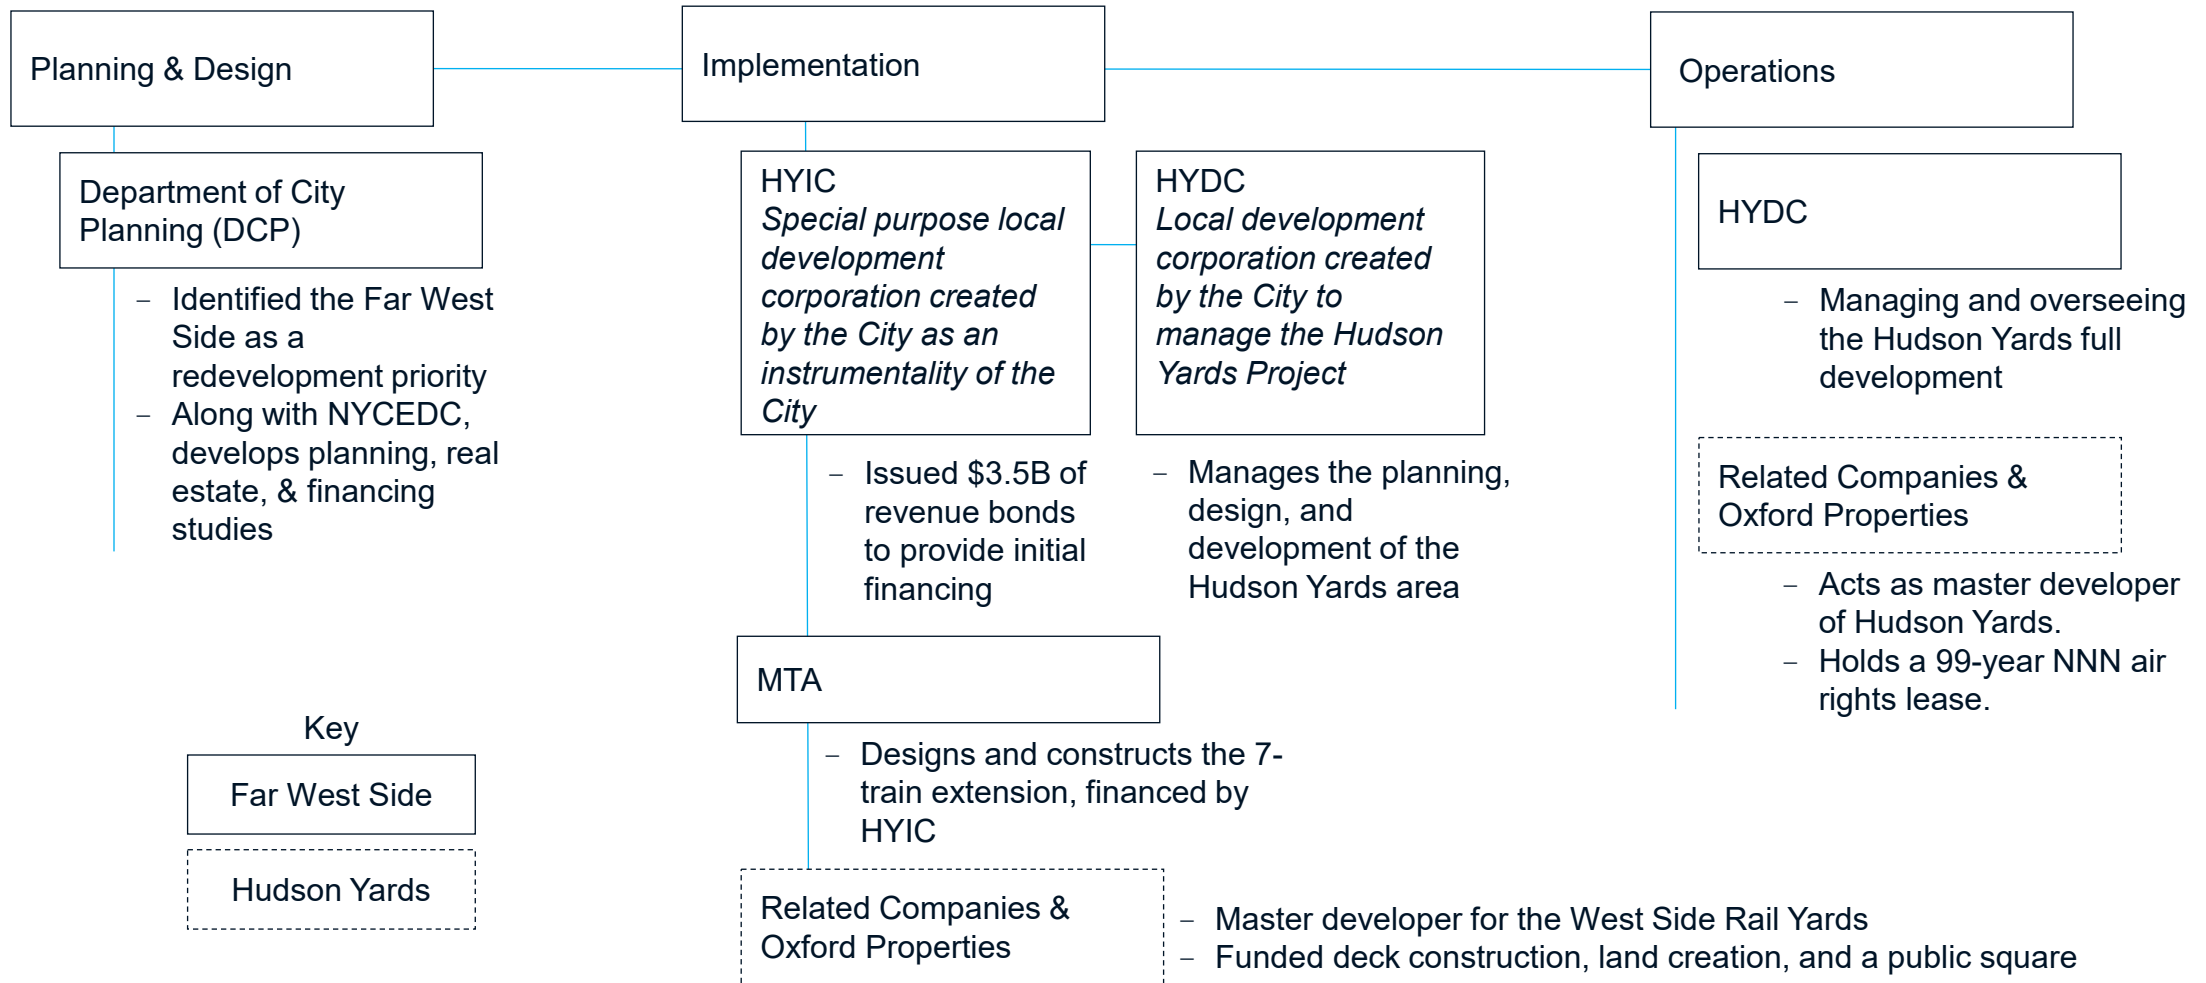 Planning & Design
Department of City
Planning (DCP)
– Identified the Far West
Side as a
redevelopment priority
– Along with NYCEDC,
develops planning, real
estate, & financing
studies
Key
Far West Side
Hudson Yards
Implementation
HYIC
Special purpose local
development
corporation created
by the City as an
instrumentality of the
City
– Issued $3.5B of
revenue bonds
to provide initial
financing
HYDC
Local development
corporation created
by the City to
manage the Hudson
Yards Project
– Manages the planning,
design, and
development of the
Hudson Yards area
MTA
– Designs and constructs the 7-
train extension, financed by
HYIC
Related Companies &
Oxford Properties
– Master developer for the West Side Rail Yards
– Funded deck construction, land creation, and a public square
Operations
HYDC
– Managing and overseeing
the Hudson Yards full
development
Related Companies &
Oxford Properties
– Acts as master developer
of Hudson Yards.
– Holds a 99-year NNN air
rights lease.